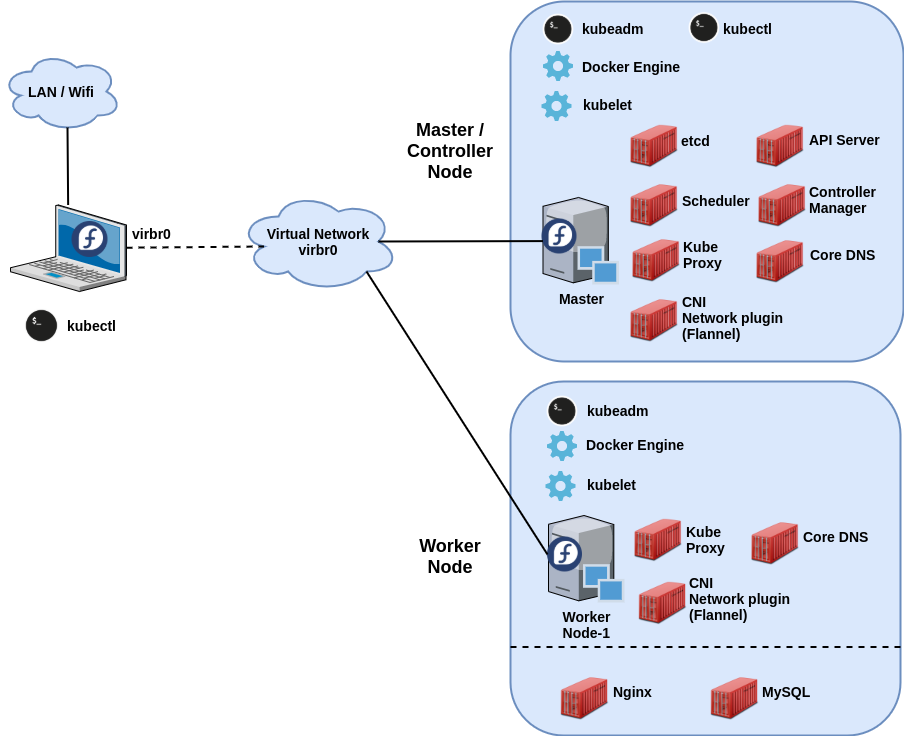 LAN / Wifi
virbr0
kubectl
Virtual Network
virbr0
Master /
Controller
Node
kubeadm
kubectl
Docker Engine
kubelet
etcd
API Server
Scheduler
Controller
Manager
Kube
Proxy
Core DNS
CNI
Network plugin
(Flannel)
Master
Worker
Node
kubeadm
Docker Engine
kubelet
Kube
Proxy
Core DNS
CNI
Network plugin
(Flannel)
Worker
Node-1
Nginx
MySQL